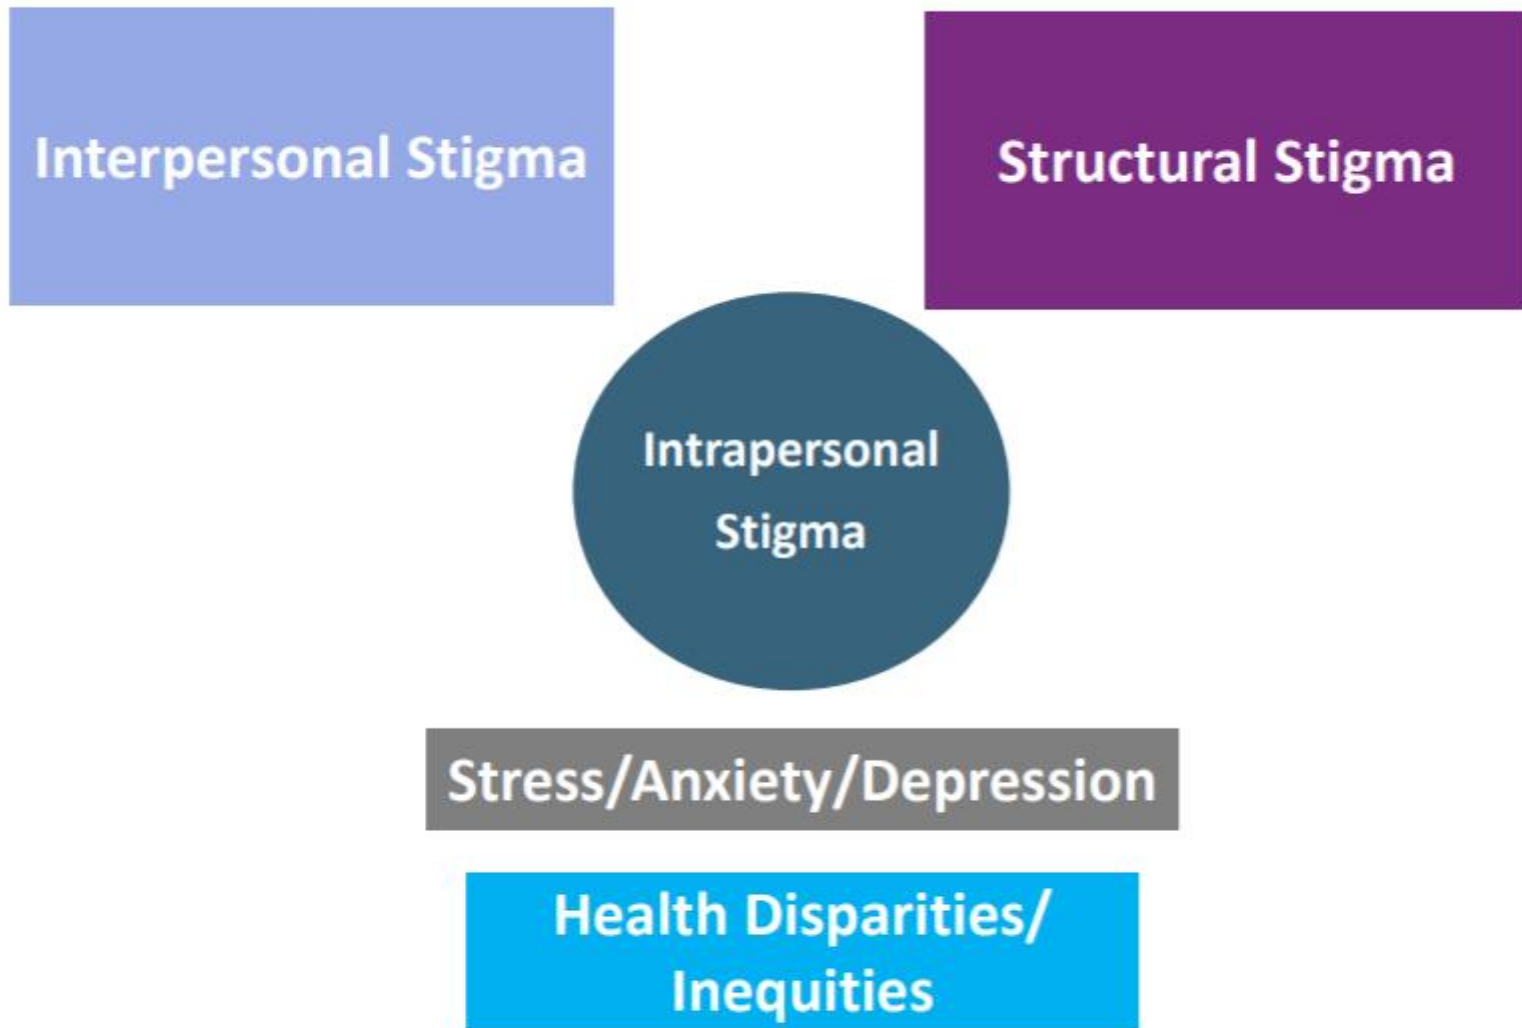 Interpersonal Stigma
Structural Stigma
Intrapersonal
Stigma
Stress/Anxiety/Depression
Health Disparities/
Inequities